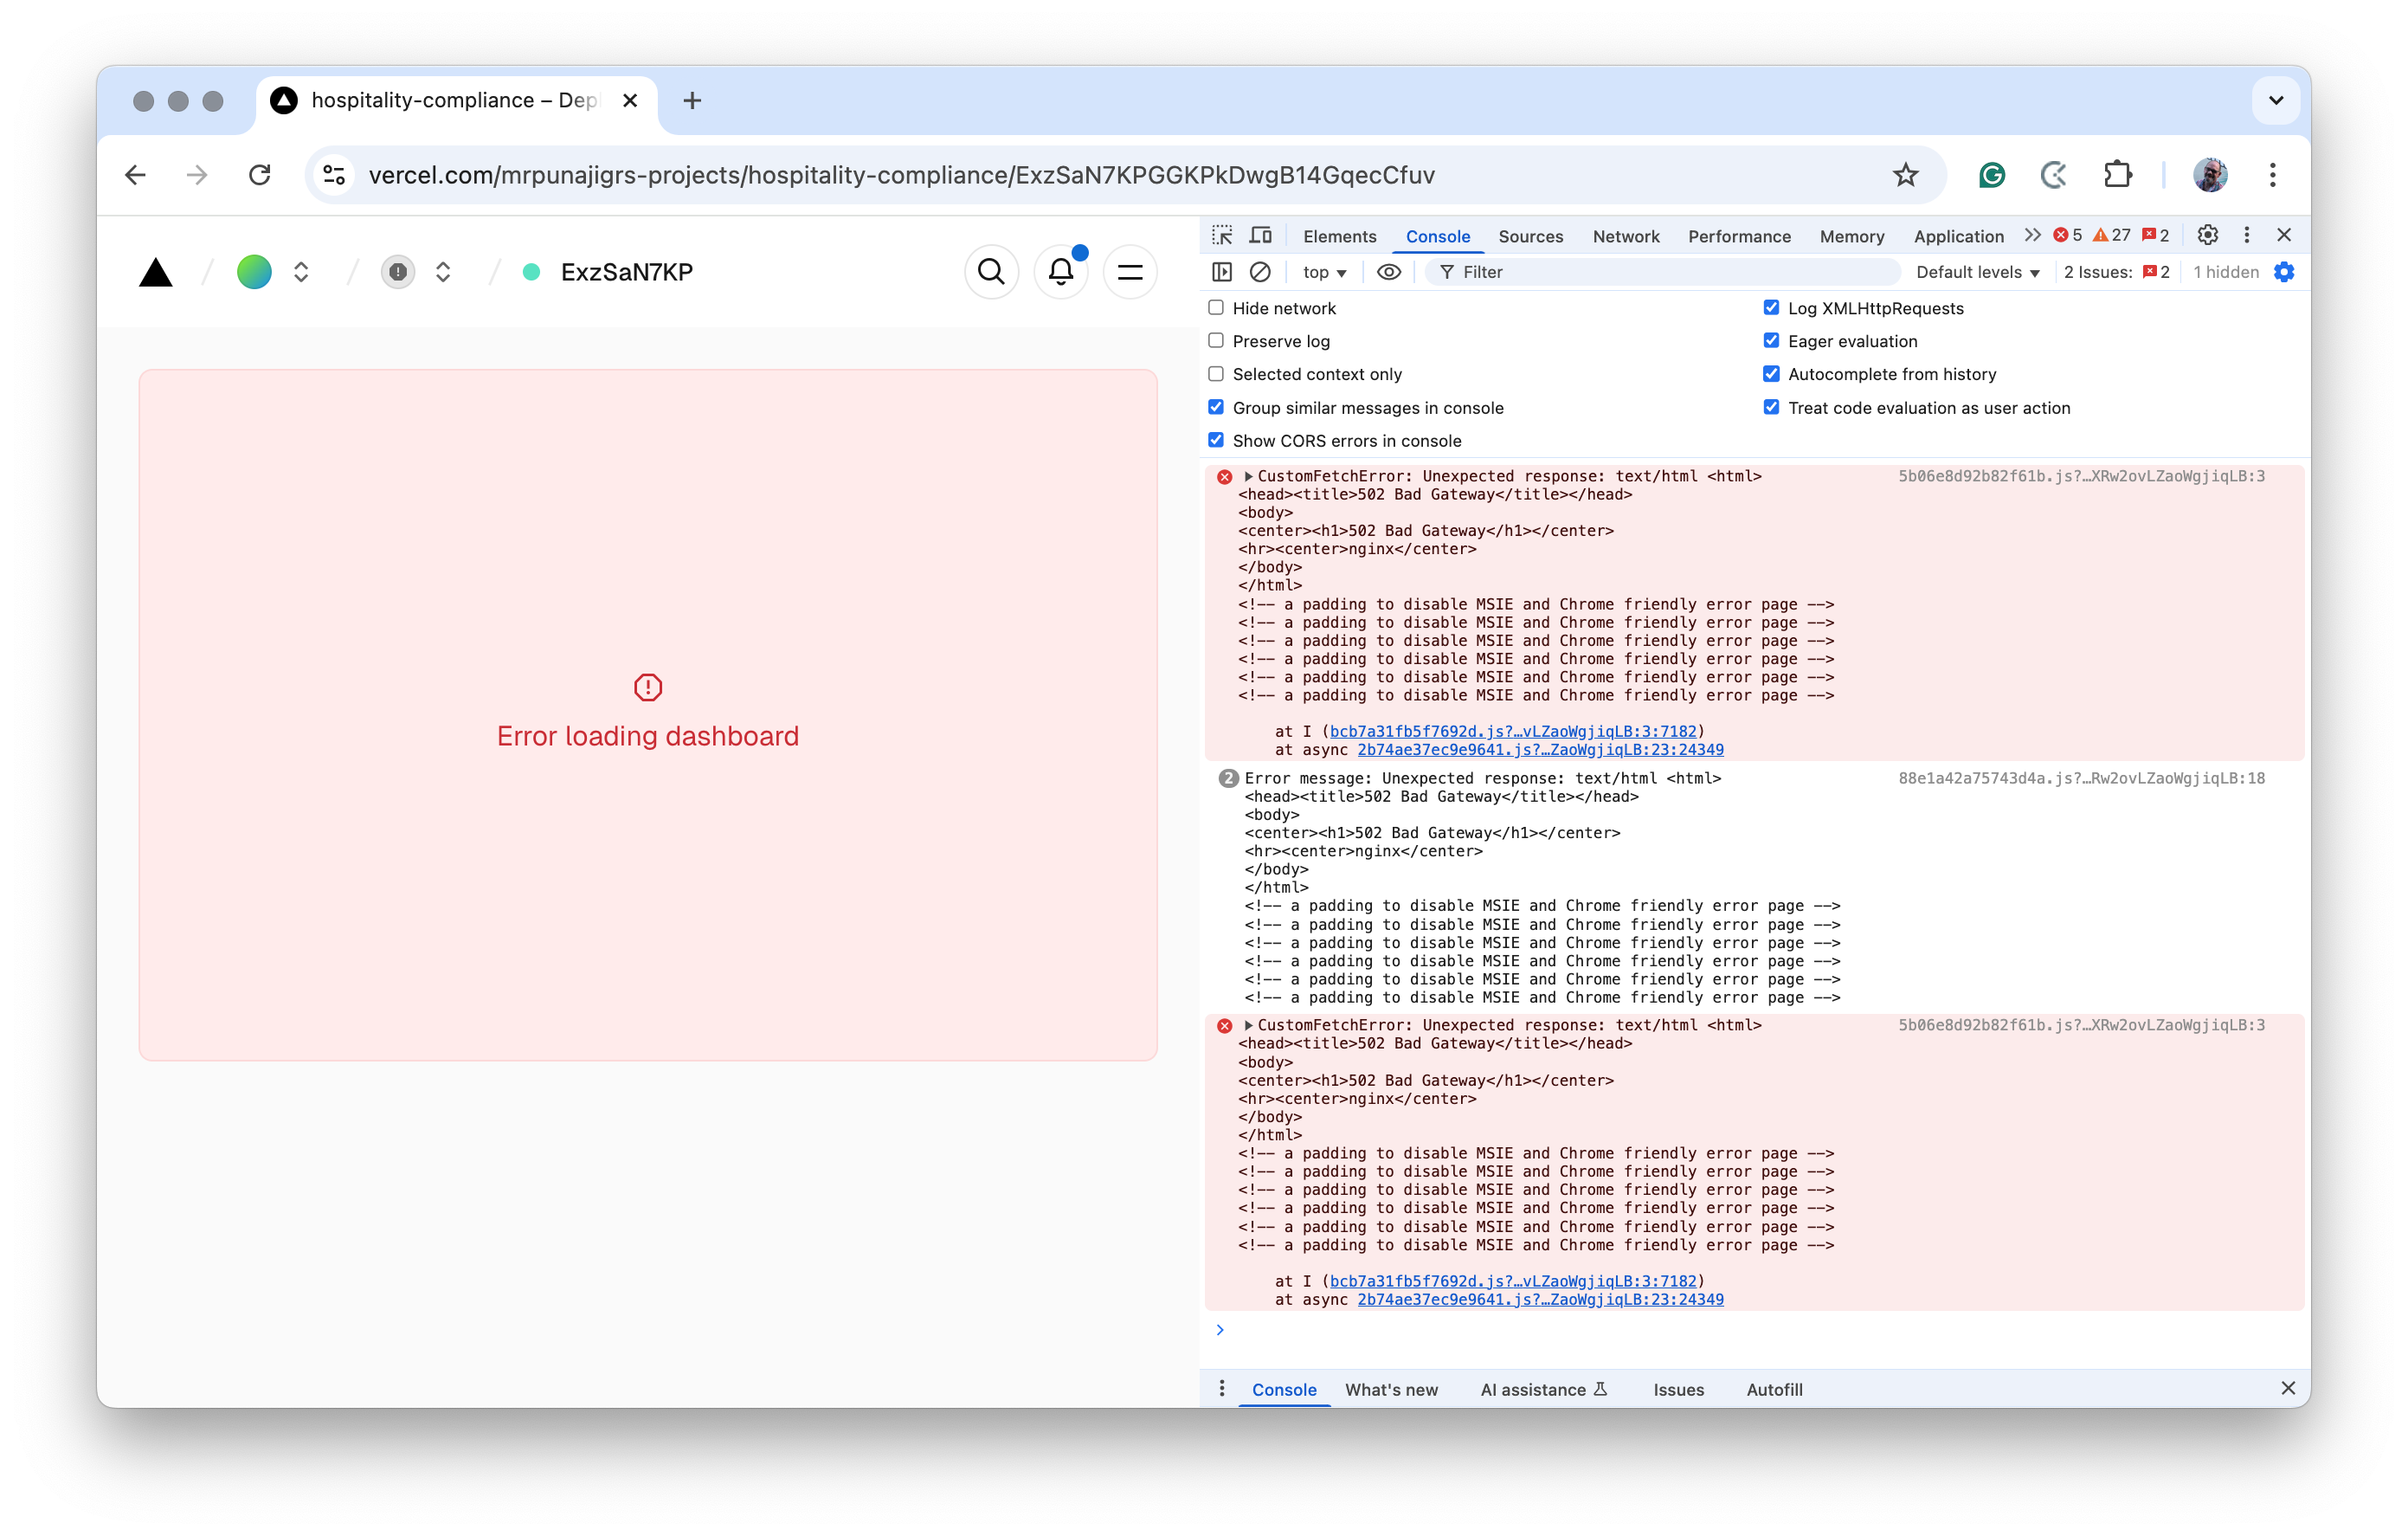 hospitality-compliance – Dep
vercel.com/mrpunajigrs-projects/hospitality-compliance/ExzSaN7KPGGKPkDwgB14GqecCfuv
ExzSaN7KP
Error loading dashboard
Elements Console Sources Network Performance Memory Application 5 27 2
top Filter Default levels 2 Issues: 2 1 hidden
Hide network Log XMLHttpRequests
Preserve log Eager evaluation
Selected context only Autocomplete from history
Group similar messages in console Treat code evaluation as user action
Show CORS errors in console
CustomFetchError: Unexpected response: text/html <html> 5b06e8d92b82f61b.js?…XRw2ovLZaoWgjiqLB:3
<head><title>502 Bad Gateway</title></head>
<body>
<center><h1>502 Bad Gateway</h1></center>
<hr><center>nginx</center>
</body>
</html>
<!-- a padding to disable MSIE and Chrome friendly error page -->
<!-- a padding to disable MSIE and Chrome friendly error page -->
<!-- a padding to disable MSIE and Chrome friendly error page -->
<!-- a padding to disable MSIE and Chrome friendly error page -->
<!-- a padding to disable MSIE and Chrome friendly error page -->
<!-- a padding to disable MSIE and Chrome friendly error page -->
at I (bcb7a31fb5f7692d.js?…vLZaoWgjiqLB:3:7182)
at async 2b74ae37ec9e9641.js?…ZaoWgjiqLB:23:24349
2 Error message: Unexpected response: text/html <html> 88e1a42a75743d4a.js?…Rw2ovLZaoWgjiqLB:18
<head><title>502 Bad Gateway</title></head>
<body>
<center><h1>502 Bad Gateway</h1></center>
<hr><center>nginx</center>
</body>
</html>
<!-- a padding to disable MSIE and Chrome friendly error page -->
<!-- a padding to disable MSIE and Chrome friendly error page -->
<!-- a padding to disable MSIE and Chrome friendly error page -->
<!-- a padding to disable MSIE and Chrome friendly error page -->
<!-- a padding to disable MSIE and Chrome friendly error page -->
<!-- a padding to disable MSIE and Chrome friendly error page -->
CustomFetchError: Unexpected response: text/html <html> 5b06e8d92b82f61b.js?…XRw2ovLZaoWgjiqLB:3
<head><title>502 Bad Gateway</title></head>
<body>
<center><h1>502 Bad Gateway</h1></center>
<hr><center>nginx</center>
</body>
</html>
<!-- a padding to disable MSIE and Chrome friendly error page -->
<!-- a padding to disable MSIE and Chrome friendly error page -->
<!-- a padding to disable MSIE and Chrome friendly error page -->
<!-- a padding to disable MSIE and Chrome friendly error page -->
<!-- a padding to disable MSIE and Chrome friendly error page -->
<!-- a padding to disable MSIE and Chrome friendly error page -->
at I (bcb7a31fb5f7692d.js?…vLZaoWgjiqLB:3:7182)
at async 2b74ae37ec9e9641.js?…ZaoWgjiqLB:23:24349
Console What's new AI assistance Issues Autofill